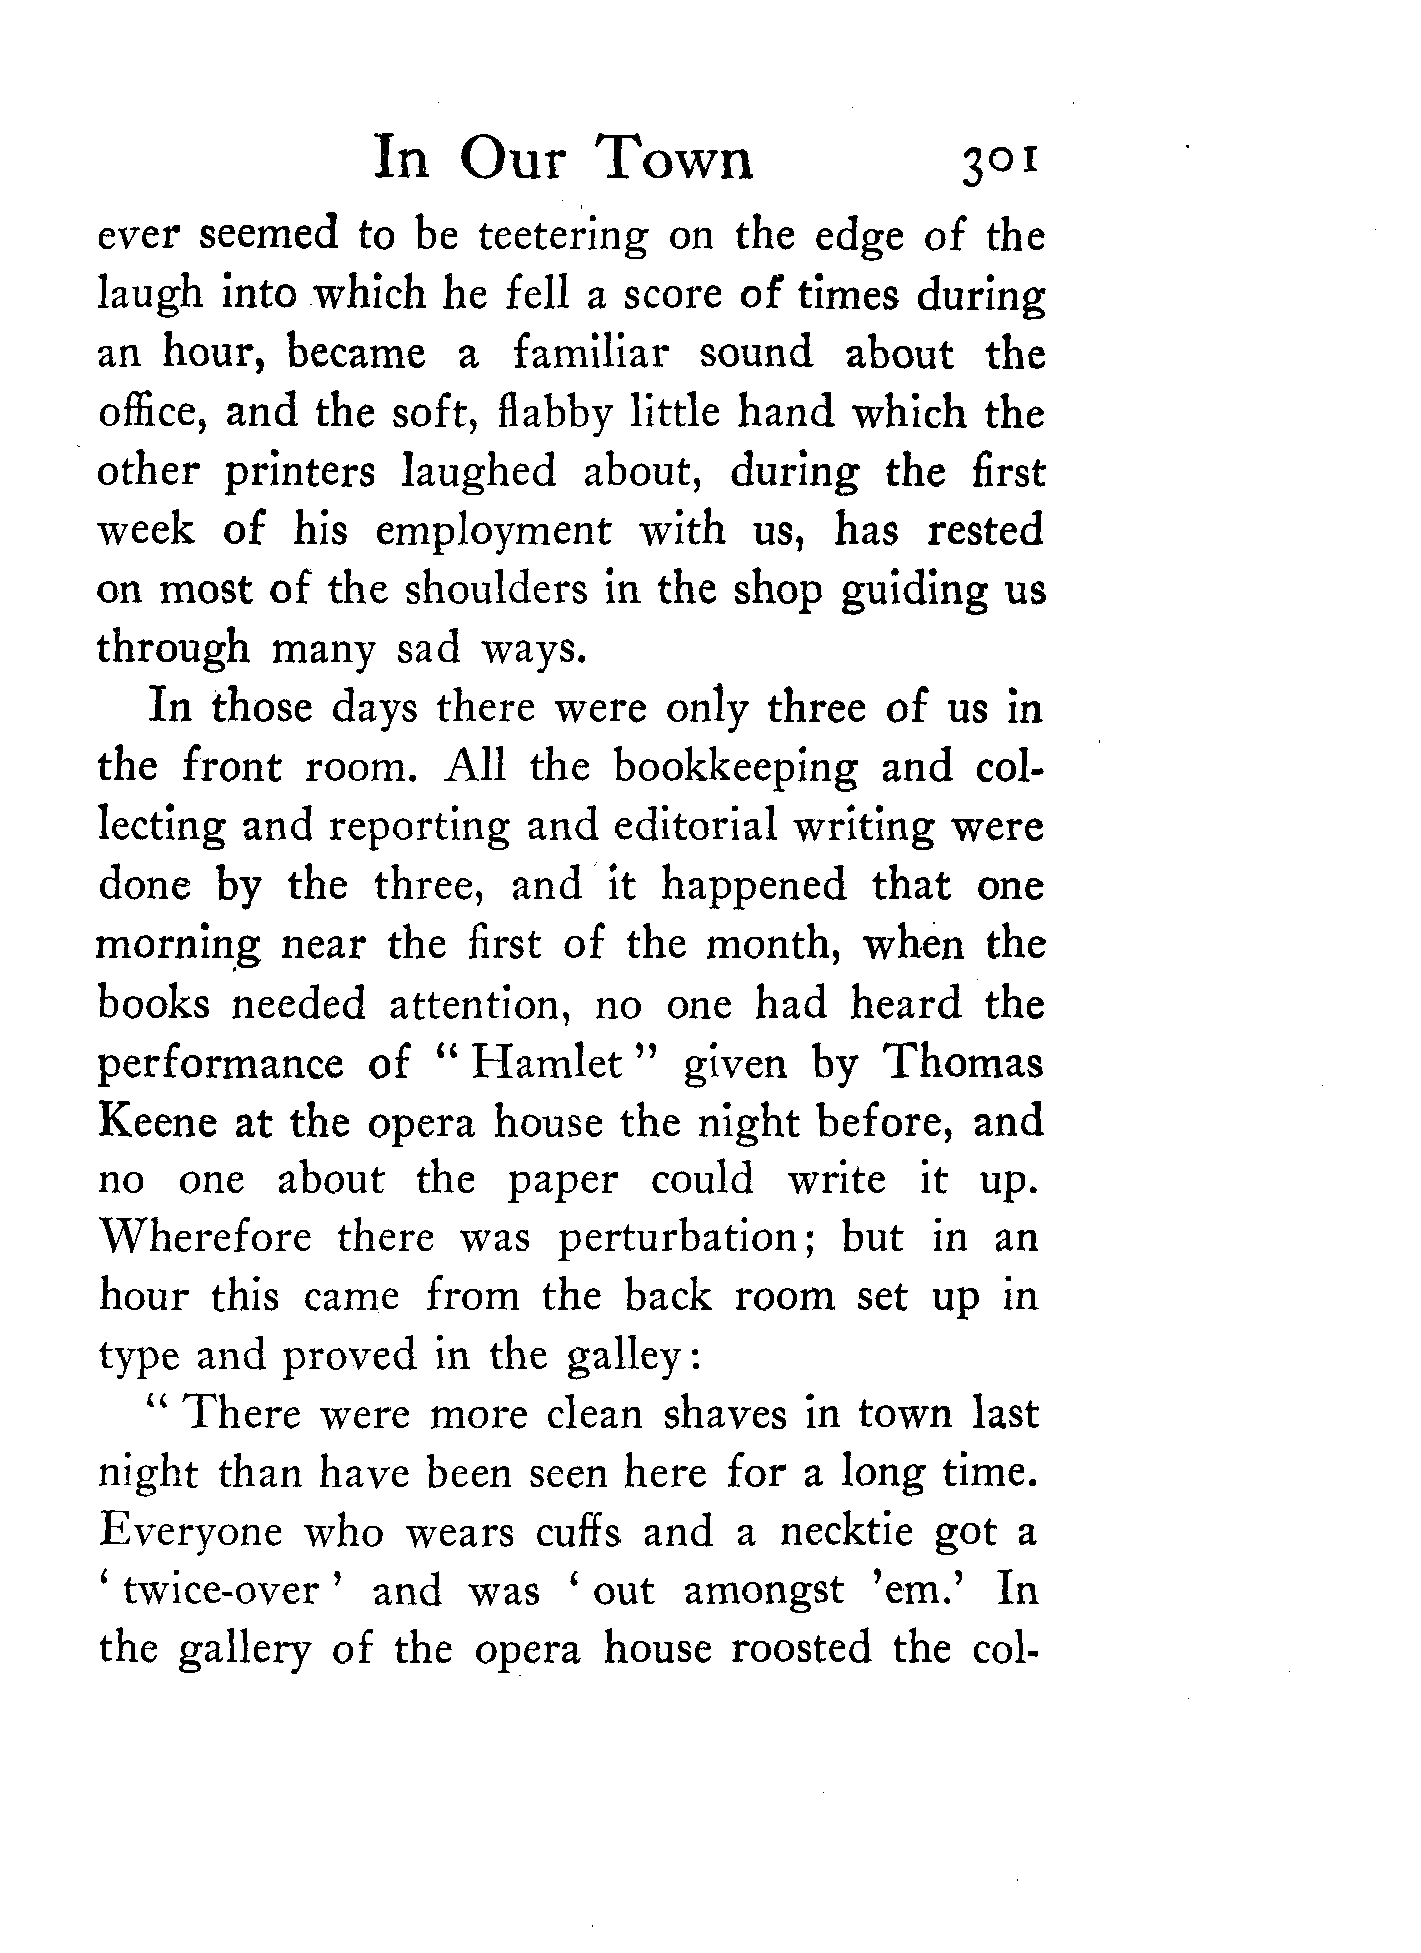 In Our Town 301
ever seemed to be teetering on the edge of the
laugh into which he fell a score of times during
an hour, became a familiar sound about the
office, and the soft, flabby little hand which the
other printers laughed about, during the first
week of his employment with us, has rested
on most of the shoulders in the shop guiding us
through many sad ways.
In those days there were only three of us in
the front room. All the bookkeeping and col-
lecting and reporting and editorial writing were
done by the three, and it happened that one
morning near the first of the month, when the
books needed attention, no one had heard the
performance of “ Hamlet ” given by Thomas
Keene at the opera house the night before, and
no one about the paper could write it up.
Wherefore there was perturbation; but in an
hour this came from the back room set up in
type and proved in the galley:
“ There were more clean shaves in town last
night than have been seen here for a long time.
Everyone who wears cuffs and a necktie got a
‘ twice-over ’ and was ‘ out amongst ’em.’ In
the gallery of the opera house roosted the col-